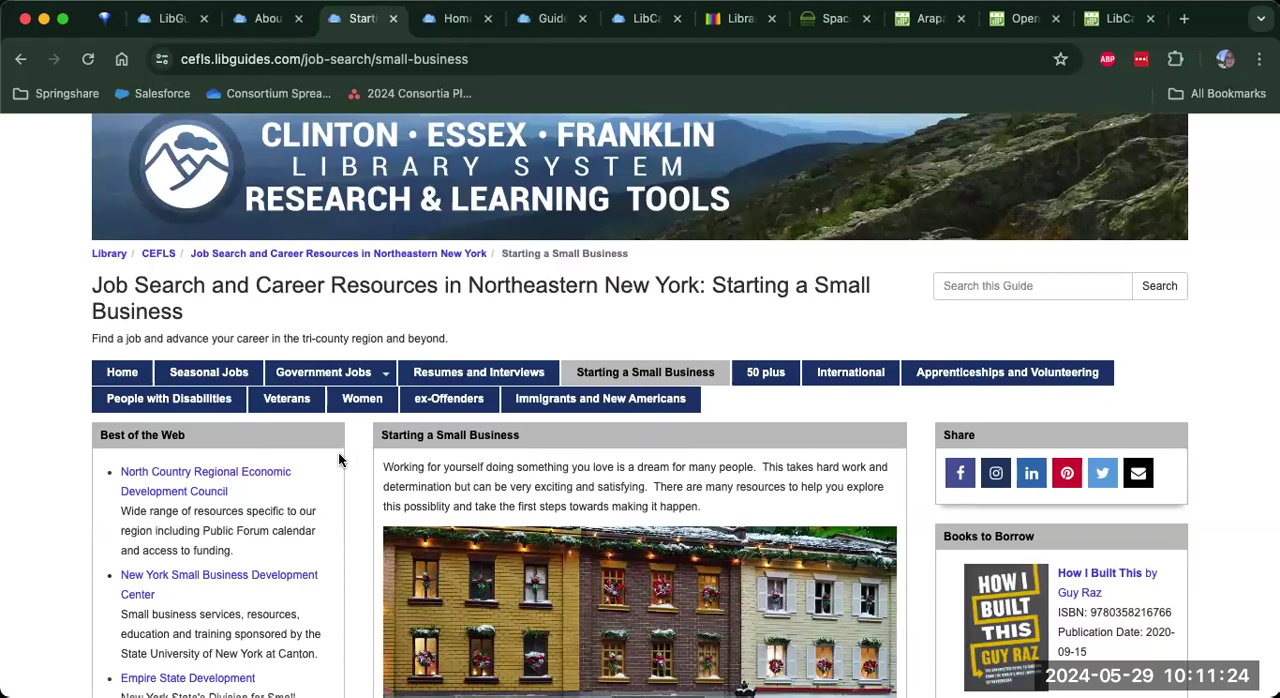 LibGu
Abou
Starti
Home
Guide
LibCa
Libra
Spac
Arapa
Open
LibCa
cefls.libguides.com/job-search/small-business
ABP
Springshare
Salesforce
Consortium Sprea...
2024 Consortia Pl...
All Bookmarks
CLINTON · ESSEX · FRANKLIN
LIBRARY SYSTEM
RESEARCH & LEARNING TOOLS
Library / CEFLS / Job Search and Career Resources in Northeastern New York / Starting a Small Business
Job Search and Career Resources in Northeastern New York: Starting a Small
Business
Search this Guide
Search
Find a job and advance your career in the tri-county region and beyond.
Home
Seasonal Jobs
Government Jobs
Resumes and Interviews
Starting a Small Business
50 plus
International
Apprenticeships and Volunteering
People with Disabilities
Veterans
Women
ex-Offenders
Immigrants and New Americans
Best of the Web
North Country Regional Economic
Development Council
Wide range of resources specific to our
region including Public Forum calendar
and access to funding.
New York Small Business Development
Center
Small business services, resources,
education and training sponsored by the
State University of New York at Canton.
Empire State Development
New York State's Division for Small
Starting a Small Business
Working for yourself doing something you love is a dream for many people. This takes hard work and
determination but can be very exciting and satisfying. There are many resources to help you explore
this possiblity and take the first steps towards making it happen.
Share
Books to Borrow
HOW I
BUILT
THIS
GUY RAZ
How I Built This by
Guy Raz
ISBN: 9780358216766
Publication Date: 2020-
09-15
2024-05-29 10:11:24